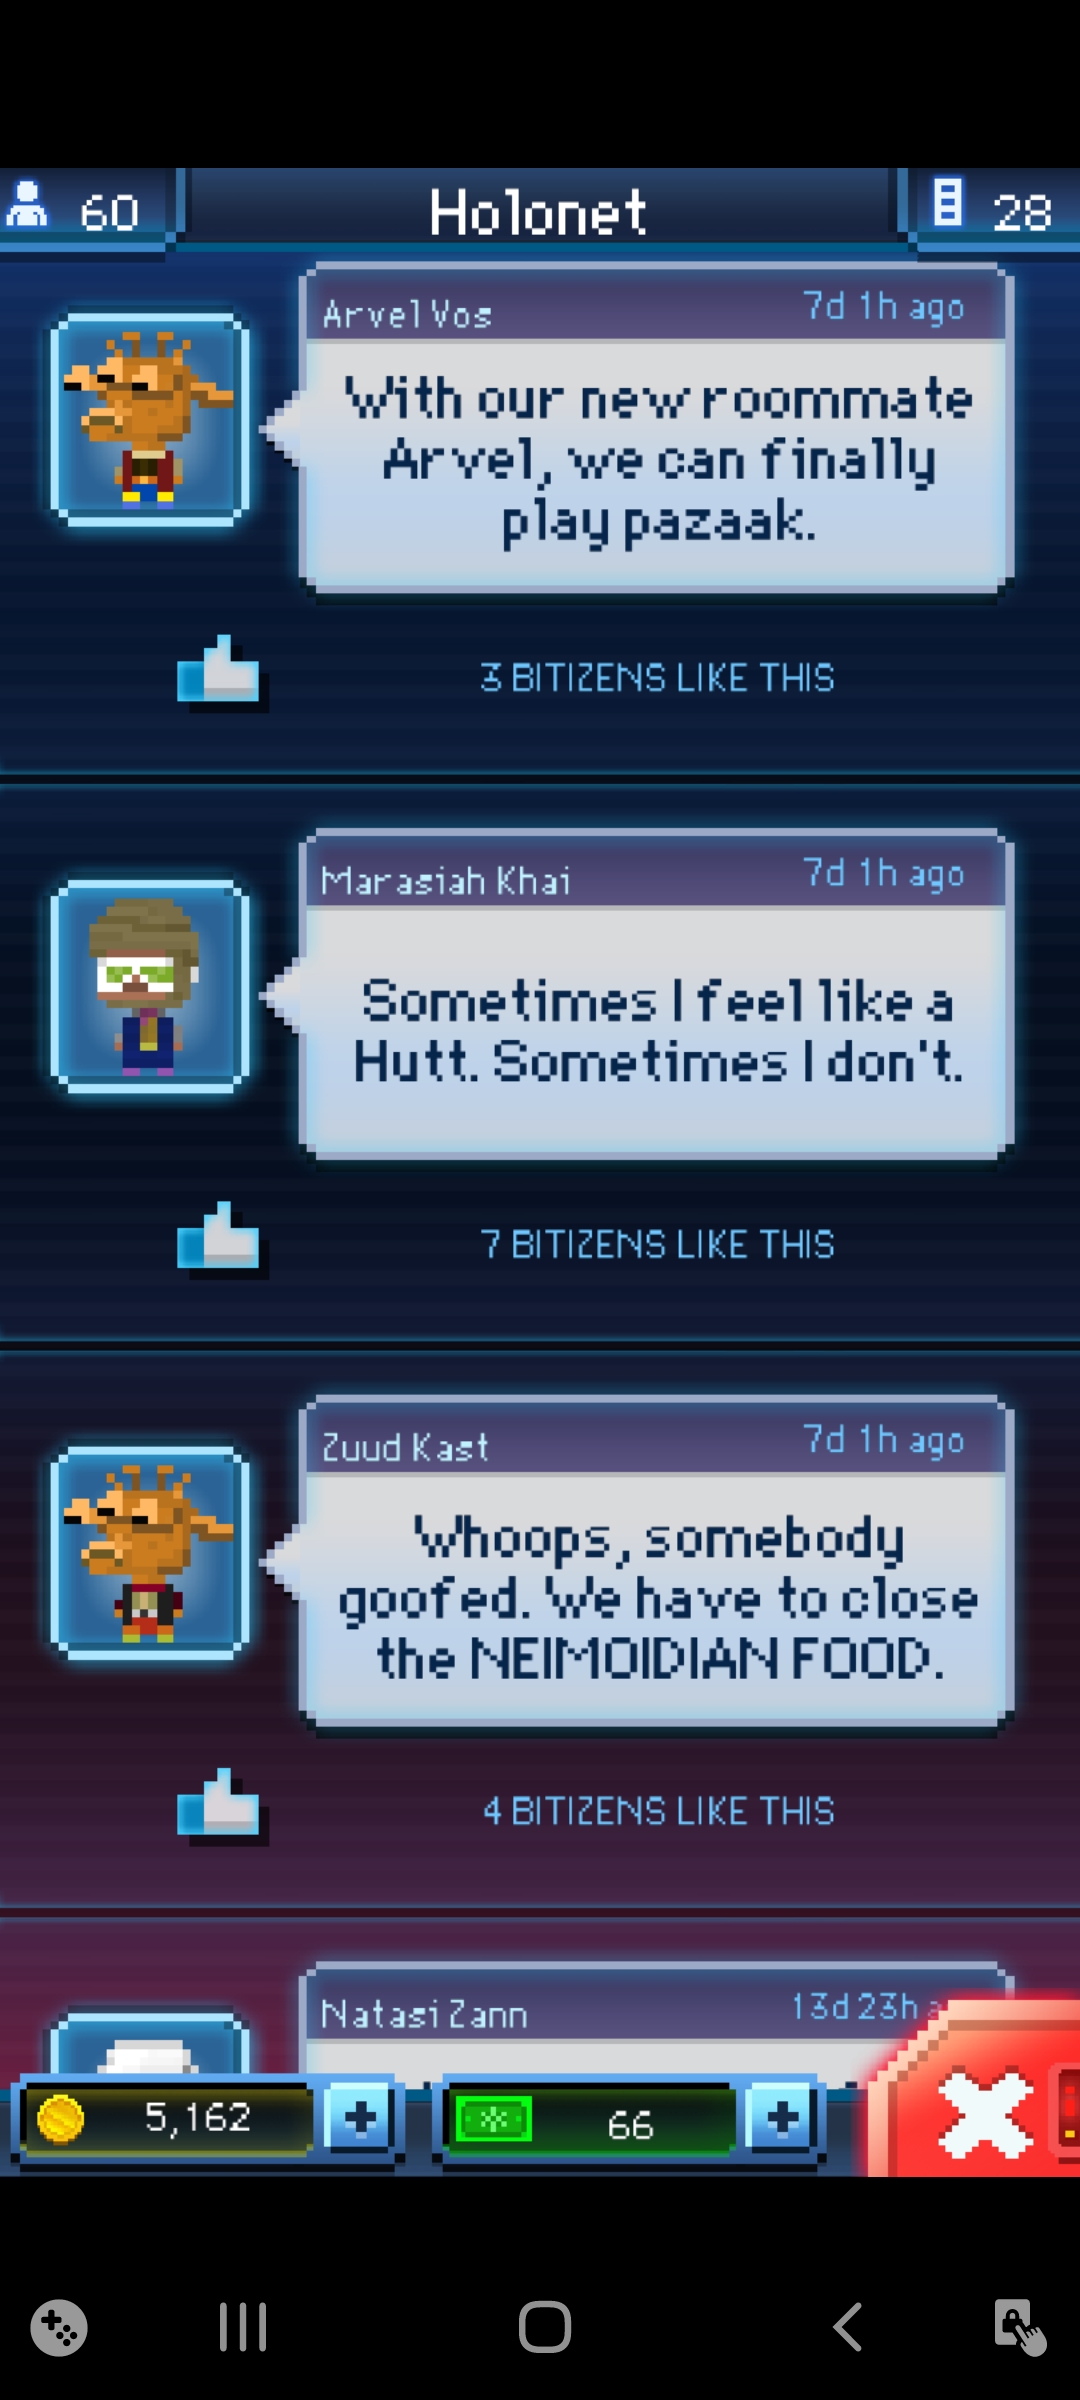 60
Holonet
28
Arvel Vos
7d 1h ago
With our new roommate
Arvel, we can finally
play pazaak.
3 BITIZENS LIKE THIS
Marasiah Khai
7d 1h ago
Sometimes I feel like a
Hutt. Sometimes I don't.
7 BITIZENS LIKE THIS
Zuud Kast
7d 1h ago
Whoops, somebody
goofed. We have to close
the NEIMOIDIAN FOOD.
4 BITIZENS LIKE THIS
Natasi Zann
13d 23h
5,162
66